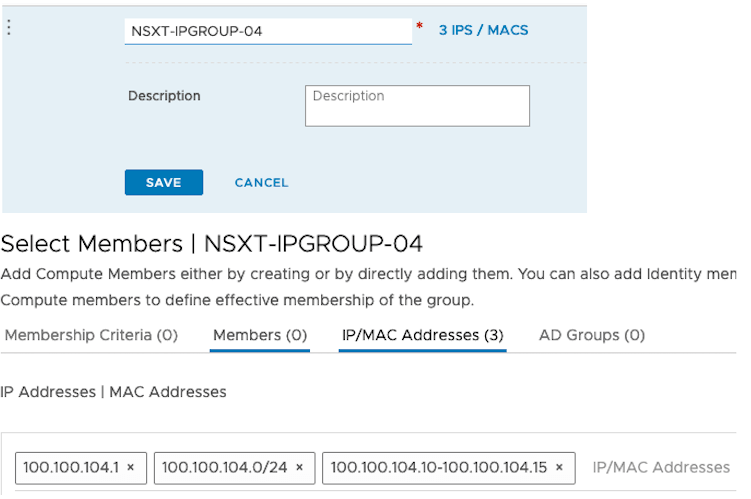 NSXT-IPGROUP-04 * 3 IPS / MACS
Description Description
SAVE CANCEL
Select Members | NSXT-IPGROUP-04
Add Compute Members either by creating or by directly adding them. You can also add Identity mem
Compute members to define effective membership of the group.
Membership Criteria (0) Members (0) IP/MAC Addresses (3) AD Groups (0)
IP Addresses | MAC Addresses
100.100.104.1 × 100.100.104.0/24 × 100.100.104.10-100.100.104.15 × IP/MAC Addresses